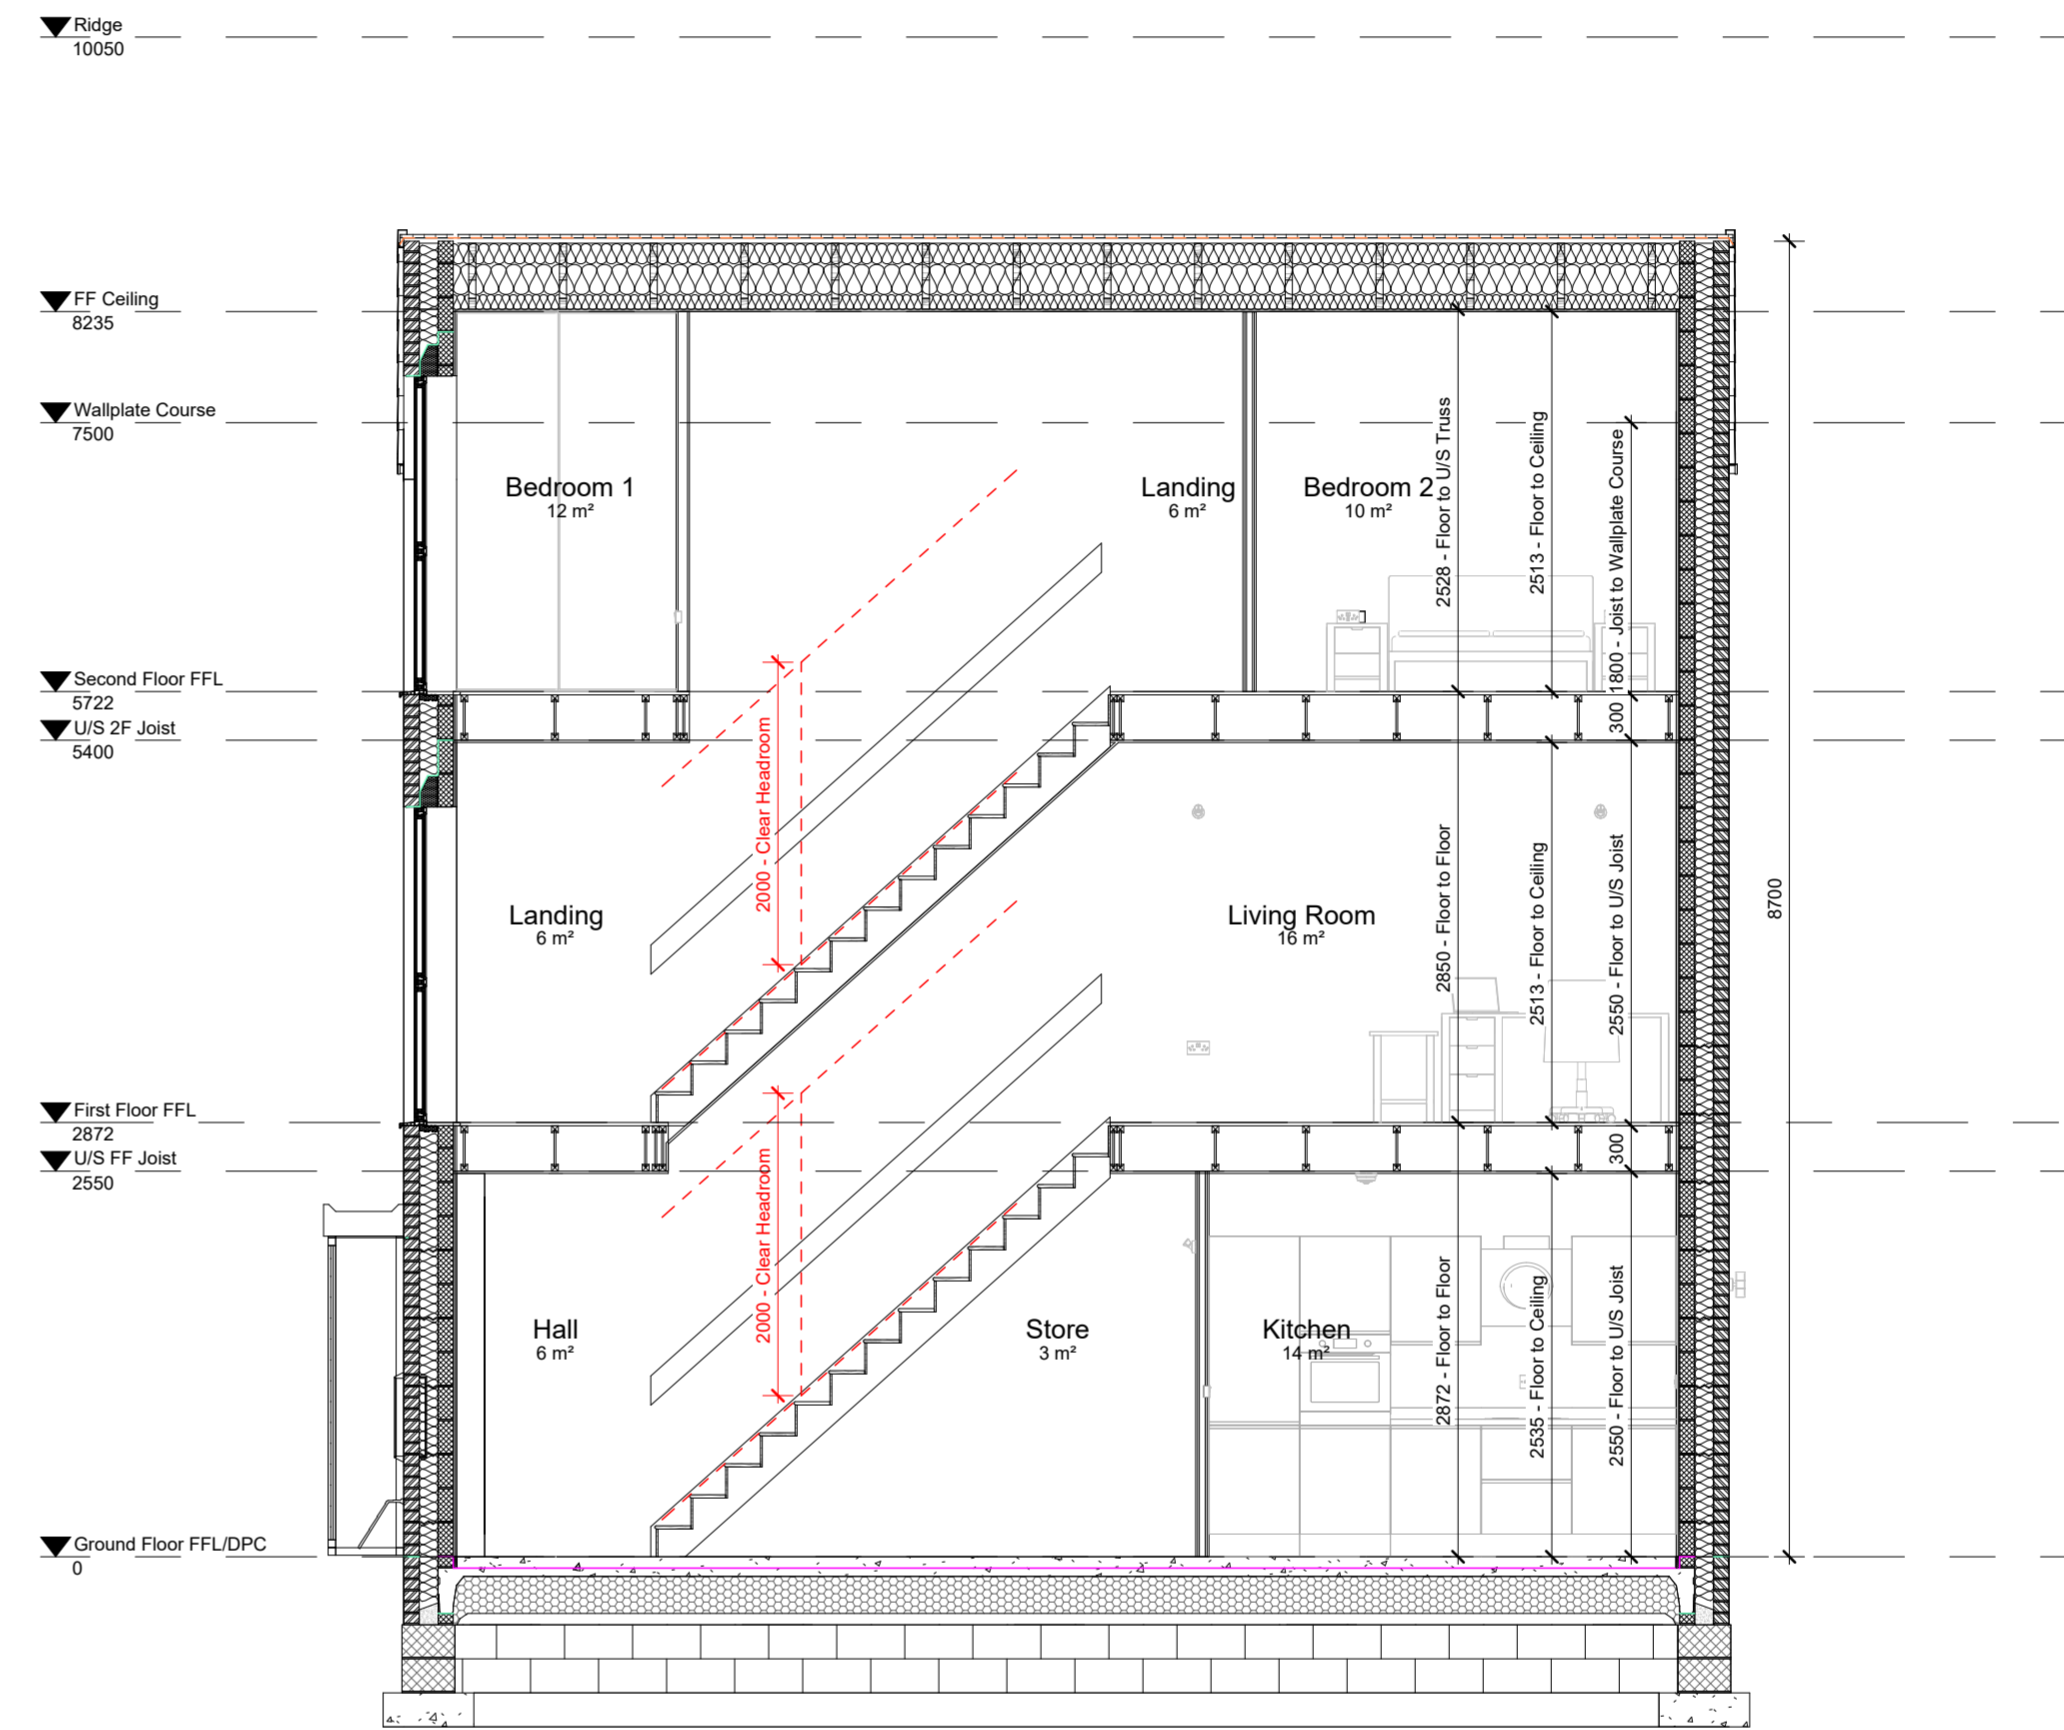 Ridge
10050
FF Ceiling
8235
Wallplate Course
7500
Bedroom 1
12 m²
Landing
6 m²
Bedroom 2
10 m²
2528 - Floor to U/S Truss
2513 - Floor to Ceiling
1800 - Joist to Wallplate Course
Second Floor FFL
5722
U/S 2F Joist
5400
300
2000 - Clear Headroom
Landing
6 m²
Living Room
16 m²
2850 - Floor to Floor
2513 - Floor to Ceiling
2550 - Floor to U/S Joist
8700
First Floor FFL
2872
U/S FF Joist
2550
300
2000 - Clear Headroom
Hall
6 m²
Store
3 m²
Kitchen
14 m²
2872 - Floor to Floor
2535 - Floor to Ceiling
2550 - Floor to U/S Joist
Ground Floor FFL/DPC
0